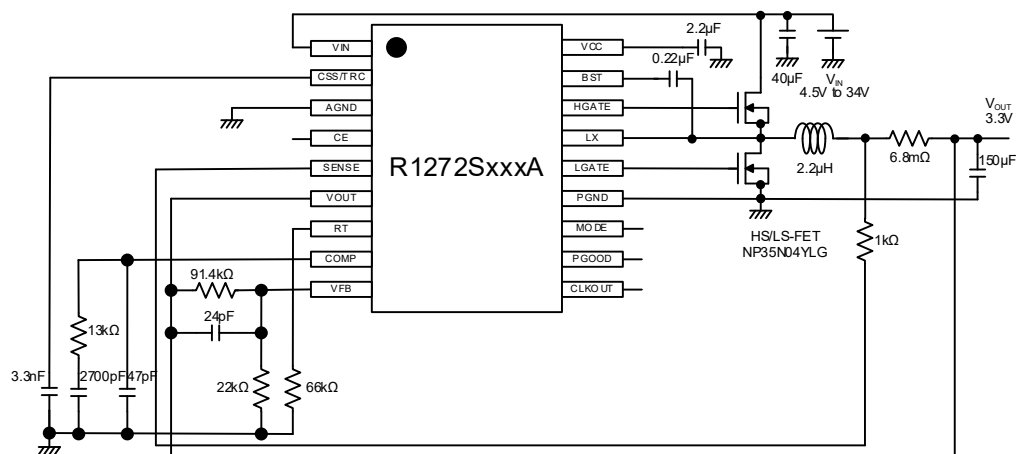 VIN
CSS/TRC
AGND
CE
SENSE
VOUT
RT
COMP
VFB
R1272SxxxA
VCC
BST
HGATE
LX
LGATE
PGND
MODE
PGOOD
CLKOUT
2.2µF
0.22µF
40µF
VIN
4.5V to 34V
VOUT
3.3V
2.2µH
6.8mΩ
150µF
HS/LS-FET
NP35N04YLG
1kΩ
91.4kΩ
24pF
13kΩ
3.3nF
2700pF
47pF
22kΩ
66kΩ